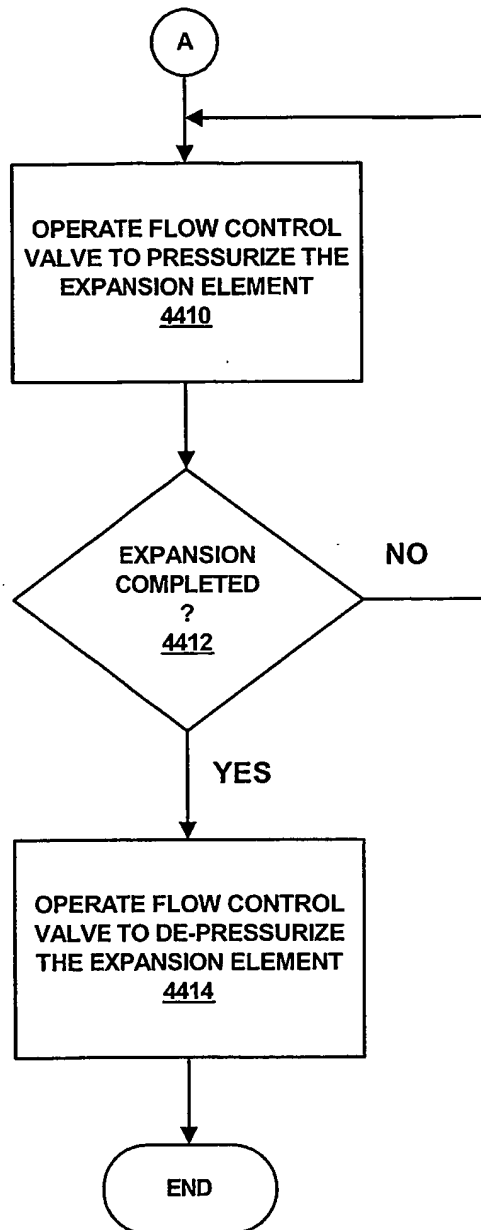 A
OPERATE FLOW CONTROL
VALVE TO PRESSURIZE THE
EXPANSION ELEMENT
4410
EXPANSION
COMPLETED
?
4412
NO
YES
OPERATE FLOW CONTROL
VALVE TO DE-PRESSURIZE
THE EXPANSION ELEMENT
4414
END